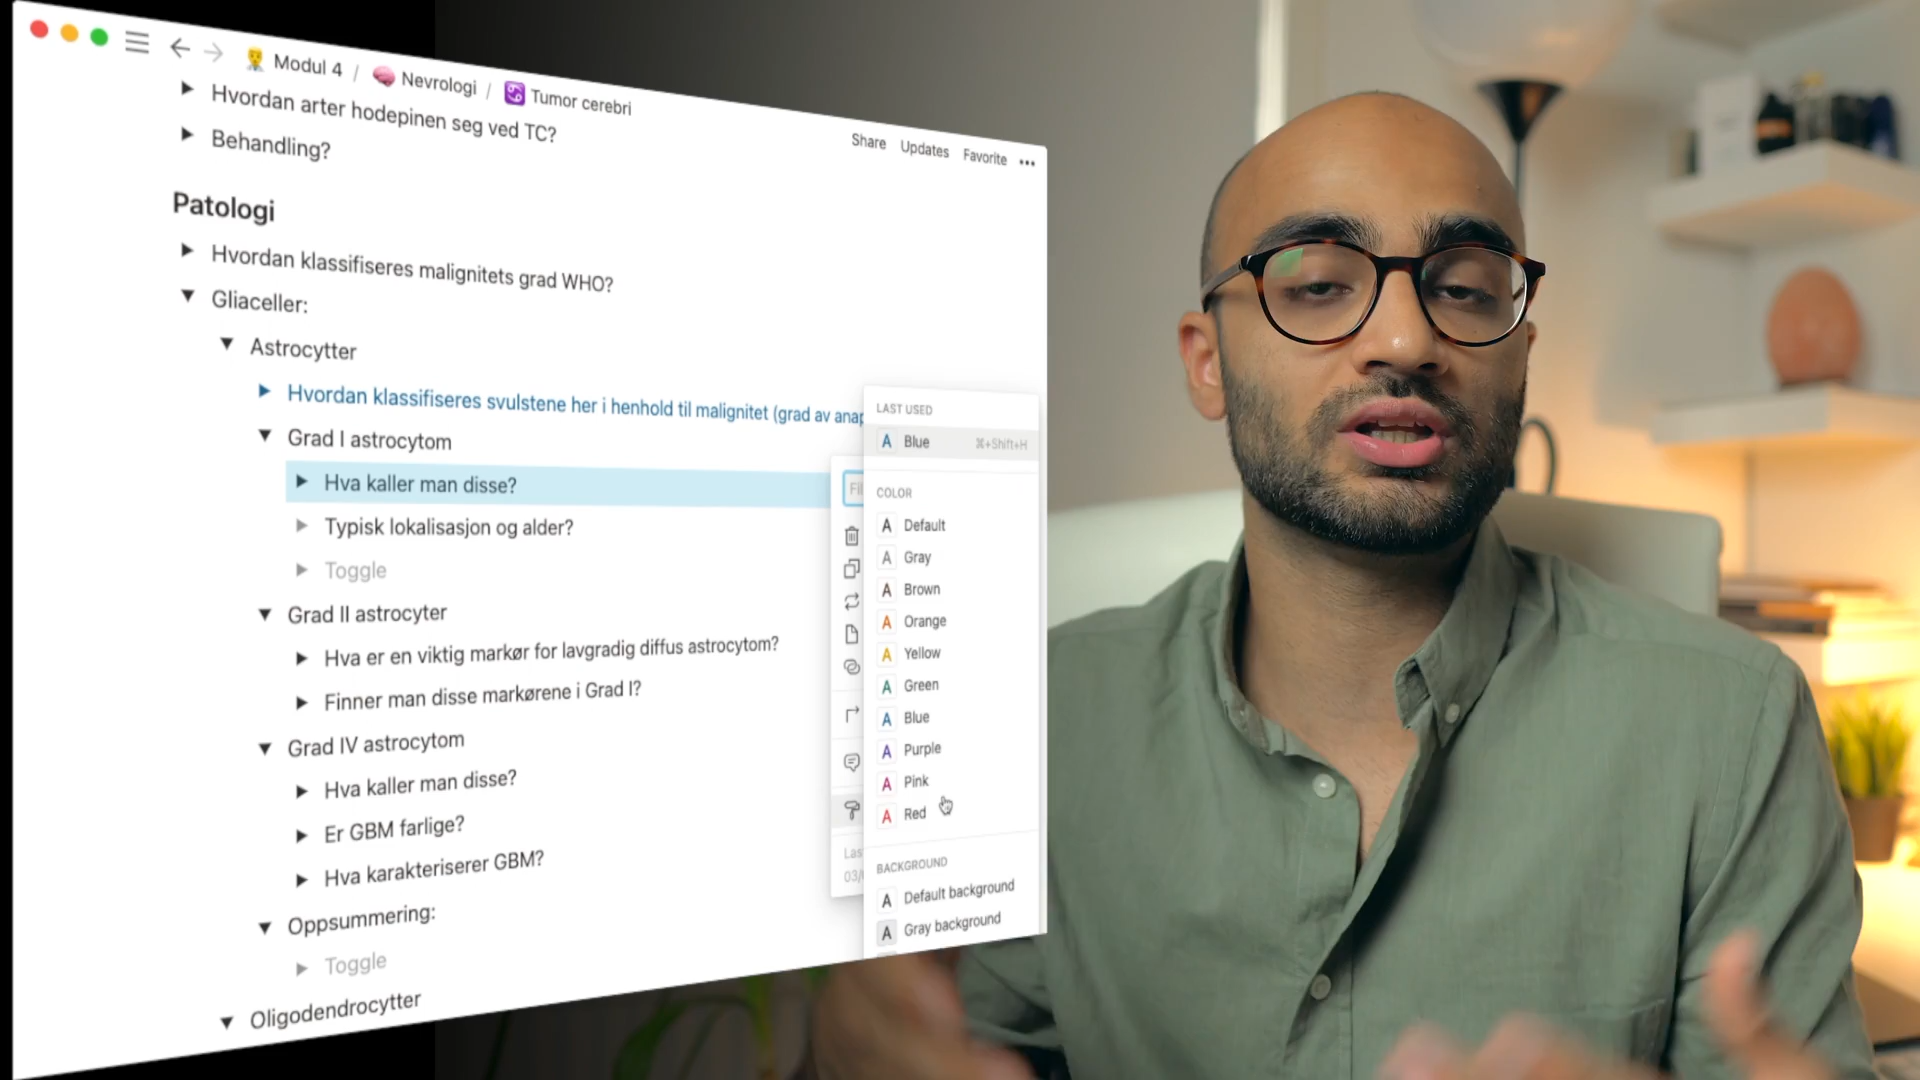 Modul 4 / Nevrologi / Tumor cerebri
Share Updates Favorite
Hvordan arter hodepinen seg ved TC?
Behandling?
Patologi
Hvordan klassifiseres malignitets grad WHO?
Gliaceller:
Astrocytter
Hvordan klassifiseres svulstene her i henhold til malignitet (grad av
Grad I astrocytom
Hva kaller man disse?
Typisk lokalisasjon og alder?
Toggle
Grad II astrocyter
Hva er en viktig markør for lavgradig diffus astrocytom?
Finner man disse markørene i Grad I?
Grad IV astrocytom
Hva kaller man disse?
Er GBM farlige?
Hva karakteriserer GBM?
Oppsummering:
Toggle
Oligodendrocytter
LAST USED
A Blue ⌘+Shift+H
COLOR
A Default
A Gray
A Brown
A Orange
A Yellow
A Green
A Blue
A Purple
A Pink
A Red
BACKGROUND
A Default background
A Gray background